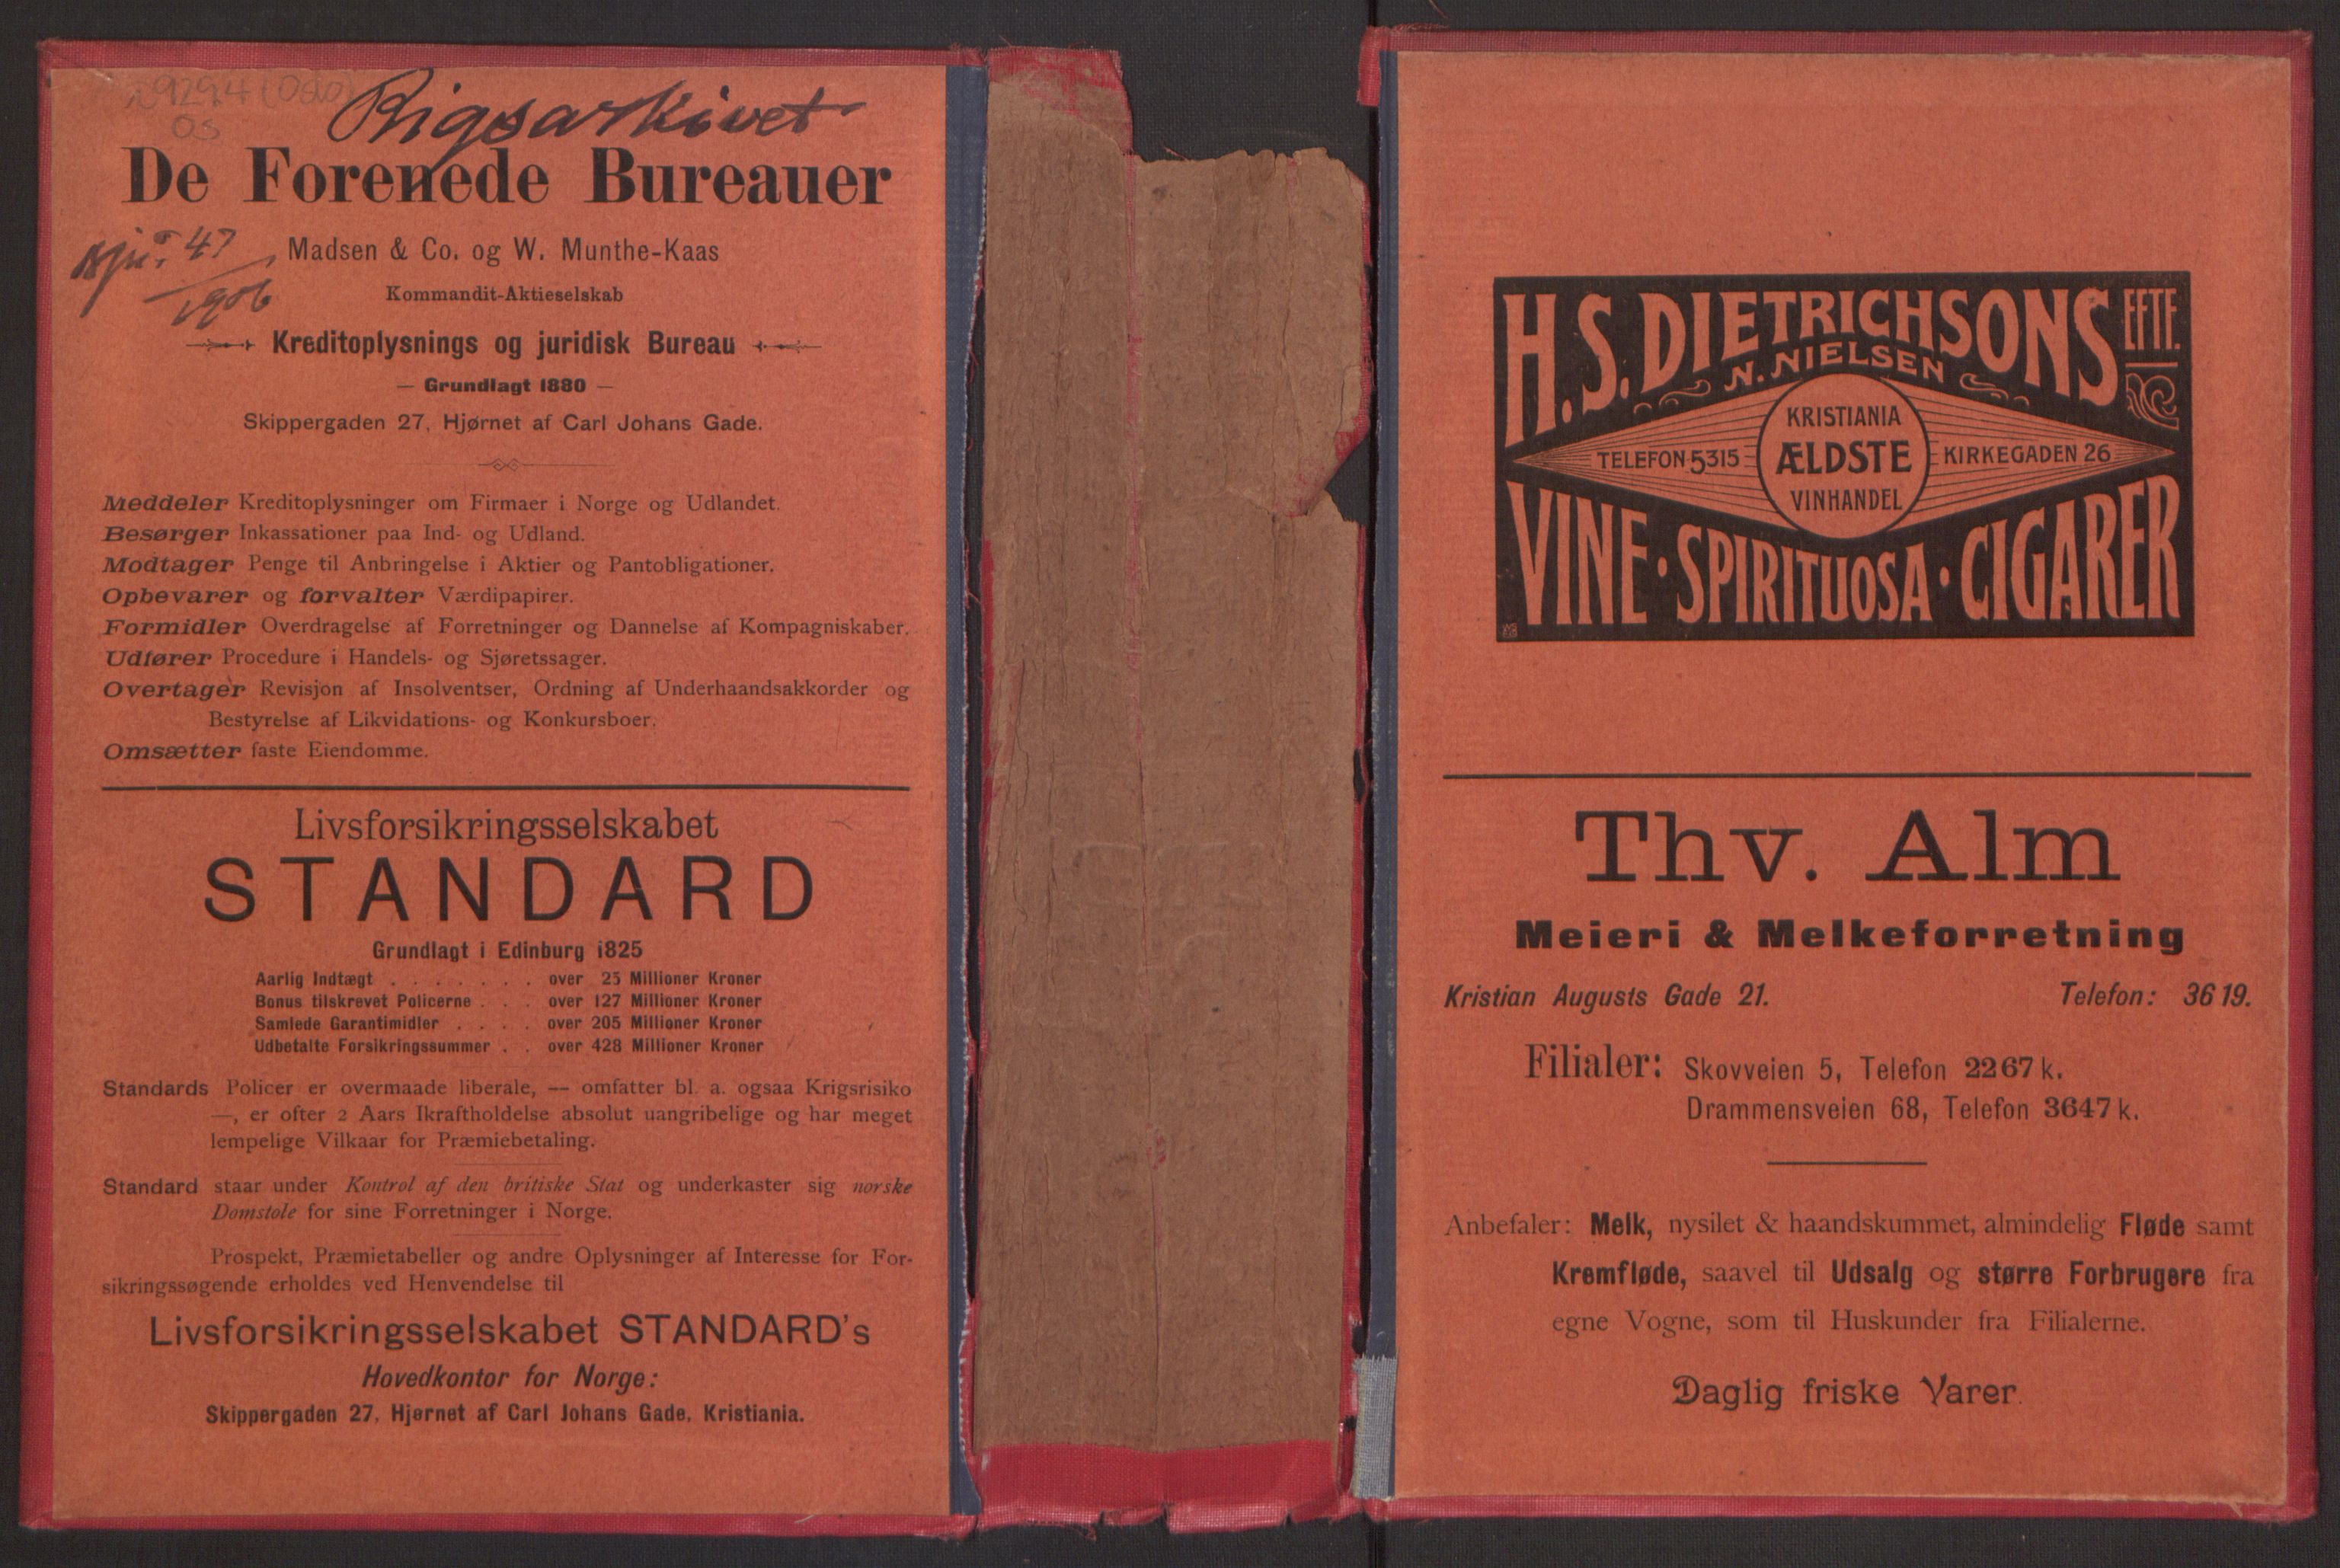 9294 (Oslo)
Os
Rigsarkivet
De Forenede Bureauer
47
1906
Madsen & Co. og W. Munthe-Kaas
Kommandit-Aktieselskab
Kreditoplysnings og juridisk Bureau
— Grundlagt 1880 —
Skippergaden 27, Hjørnet af Carl Johans Gade.
Meddeler Kreditoplysninger om Firmaer i Norge og Udlandet.
Besørger Inkassationer paa Ind- og Udland.
Modtager Penge til Anbringelse i Aktier og Pantobligationer.
Opbevarer og forvalter Værdipapirer.
Formidler Overdragelse af Forretninger og Dannelse af Kompagniskaber.
Udfører Procedure i Handels- og Sjøretssager.
Overtager Revisjon af Insolventser, Ordning af Underhaandsakkorder og
Bestyrelse af Likvidations- og Konkursboer.
Omsætter faste Eiendomme.
Livsforsikringsselskabet
STANDARD
Grundlagt i Edinburg 1825
Aarlig Indtægt . . . . . . . over 25 Millioner Kroner
Bonus tilskrevet Policerne . . . over 127 Millioner Kroner
Samlede Garantimidler . . . . over 205 Millioner Kroner
Udbetalte Forsikringssummer . . over 428 Millioner Kroner
Standards Policer er overmaade liberale, — omfatter bl. a. ogsaa Krigsrisiko
—, er ofter 2 Aars Ikraftholdelse absolut uangribelige og har meget
lempelige Vilkaar for Præmiebetaling.
Standard staar under Kontrol af den britiske Stat og underkaster sig norske
Domstole for sine Forretninger i Norge.
Prospekt, Præmietabeller og andre Oplysninger af Interesse for For-
sikringssøgende erholdes ved Henvendelse til
Livsforsikringsselskabet STANDARD's
Hovedkontor for Norge:
Skippergaden 27, Hjørnet af Carl Johans Gade, Kristiania.
H. S. DIETRICHSONS EFTF.
N. NIELSEN
KRISTIANIA
TELEFON 5315 ÆLDSTE KIRKEGADEN 26
VINHANDEL
VINE · SPIRITUOSA · CIGARER
Thv. Alm
Meieri & Melkeforretning
Kristian Augusts Gade 21. Telefon: 3619.
Filialer: Skovveien 5, Telefon 2267 k.
Drammensveien 68, Telefon 3647 k.
Anbefaler: Melk, nysilet & haandskummet, almindelig Fløde samt
Kremfløde, saavel til Udsalg og større Forbrugere fra
egne Vogne, som til Huskunder fra Filialerne.
Daglig friske Varer.